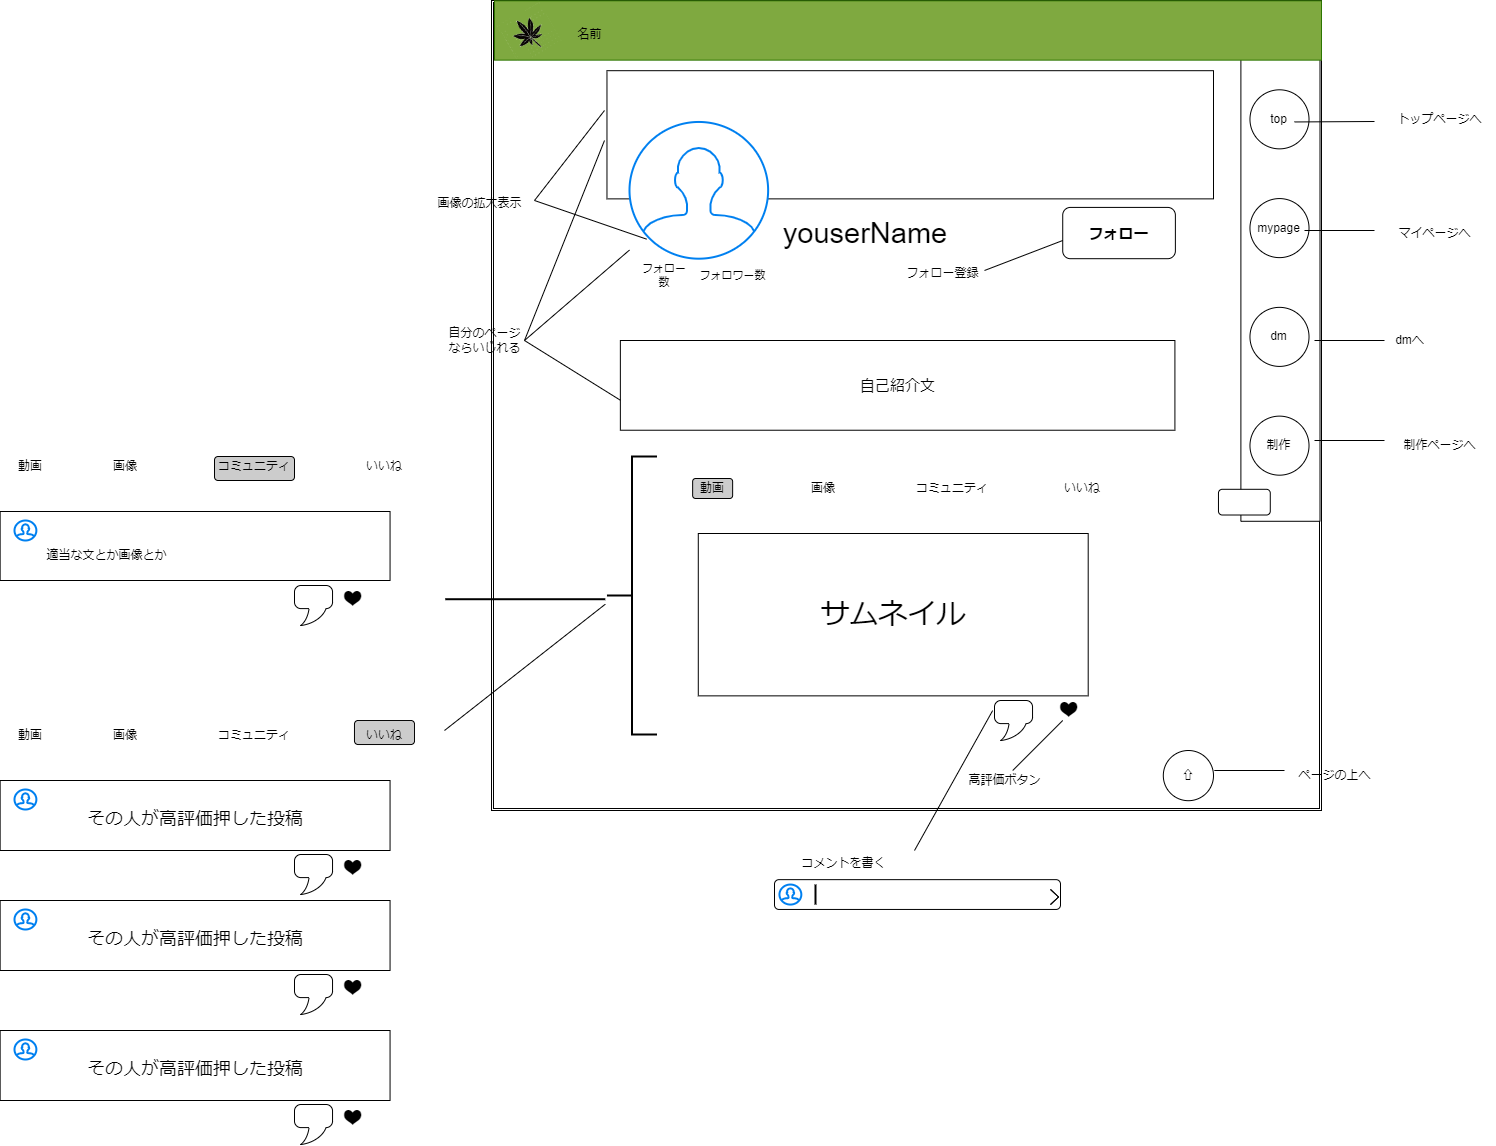 名前
top
トップページへ
画像の拡大表示
youserName
フォロー
mypage
マイページへ
フォロー
数
フォロワー数
フォロー登録
自分のページ
ならいじれる
dm
dmへ
自己紹介文
制作
制作ページへ
動画
画像
コミュニティ
いいね
動画
画像
コミュニティ
いいね
適当な文とか画像とか
サムネイル
動画
画像
コミュニティ
いいね
高評価ボタン
⇧
ページの上へ
その人が高評価押した投稿
コメントを書く
その人が高評価押した投稿
その人が高評価押した投稿